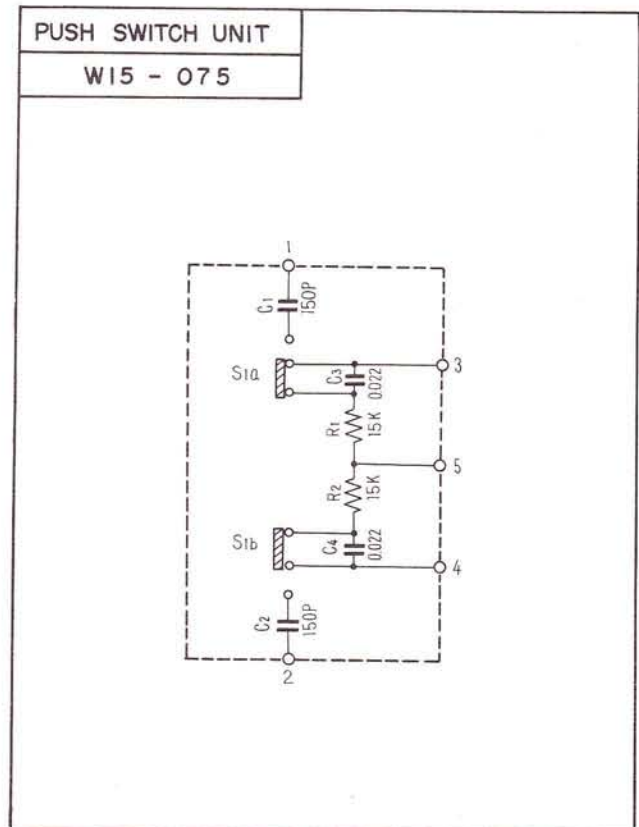 PUSH SWITCH UNIT
W15 - 075
1
C1
150P
S1a
C3
0.022
3
R1
15K
5
R2
15K
S1b
C4
0.022
4
C2
150P
2